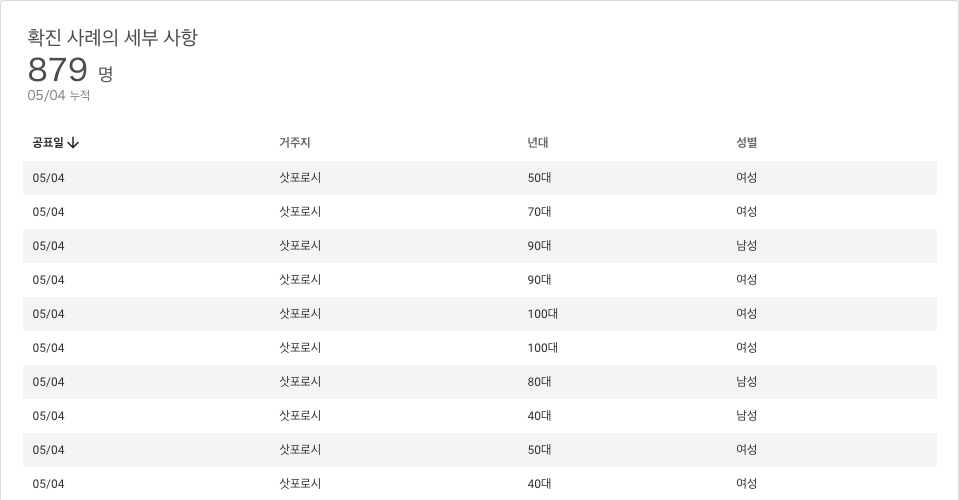 확진 사례의 세부 사항
879 명
05/04 누적
공표일 거주지 년대 성별
05/04 삿포로시 50대 여성
05/04 삿포로시 70대 여성
05/04 삿포로시 90대 남성
05/04 삿포로시 90대 여성
05/04 삿포로시 100대 여성
05/04 삿포로시 100대 여성
05/04 삿포로시 80대 남성
05/04 삿포로시 40대 남성
05/04 삿포로시 50대 여성
05/04 삿포로시 40대 여성